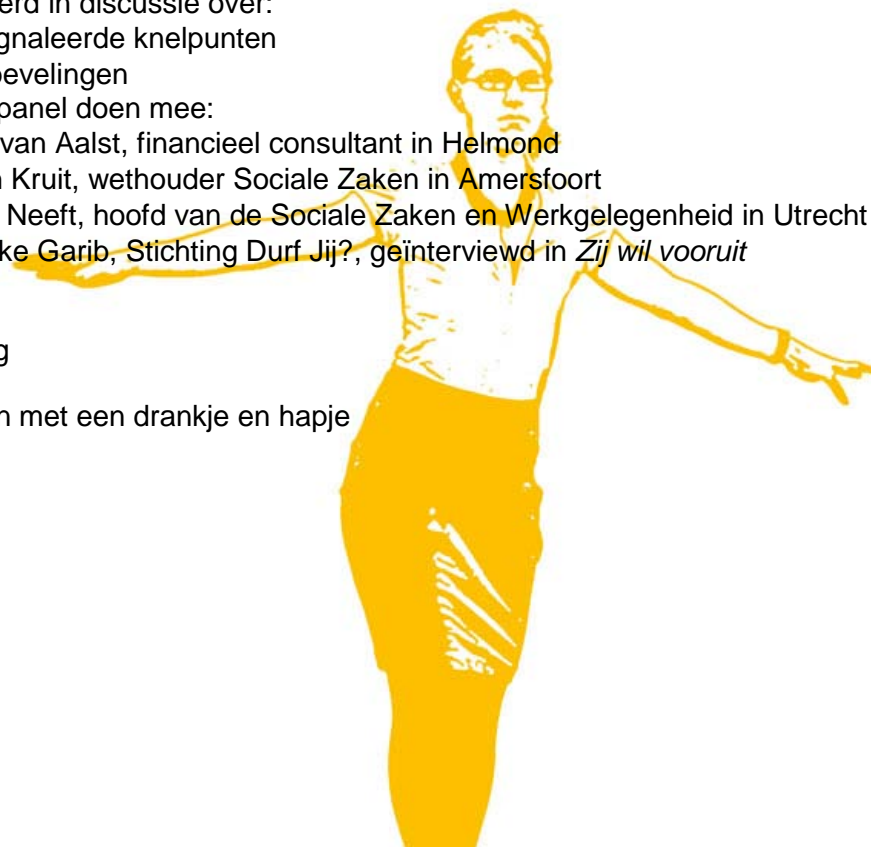 erd in discussie over:
gnaleerde knelpunten
bevelingen
panel doen mee:
van Aalst, financieel consultant in Helmond
Kruit, wethouder Sociale Zaken in Amersfoort
Neeft, hoofd van de Sociale Zaken en Werkgelegenheid in Utrecht
ke Garib, Stichting Durf Jij?, geïnterviewd in Zij wil vooruit
g
n met een drankje en hapje